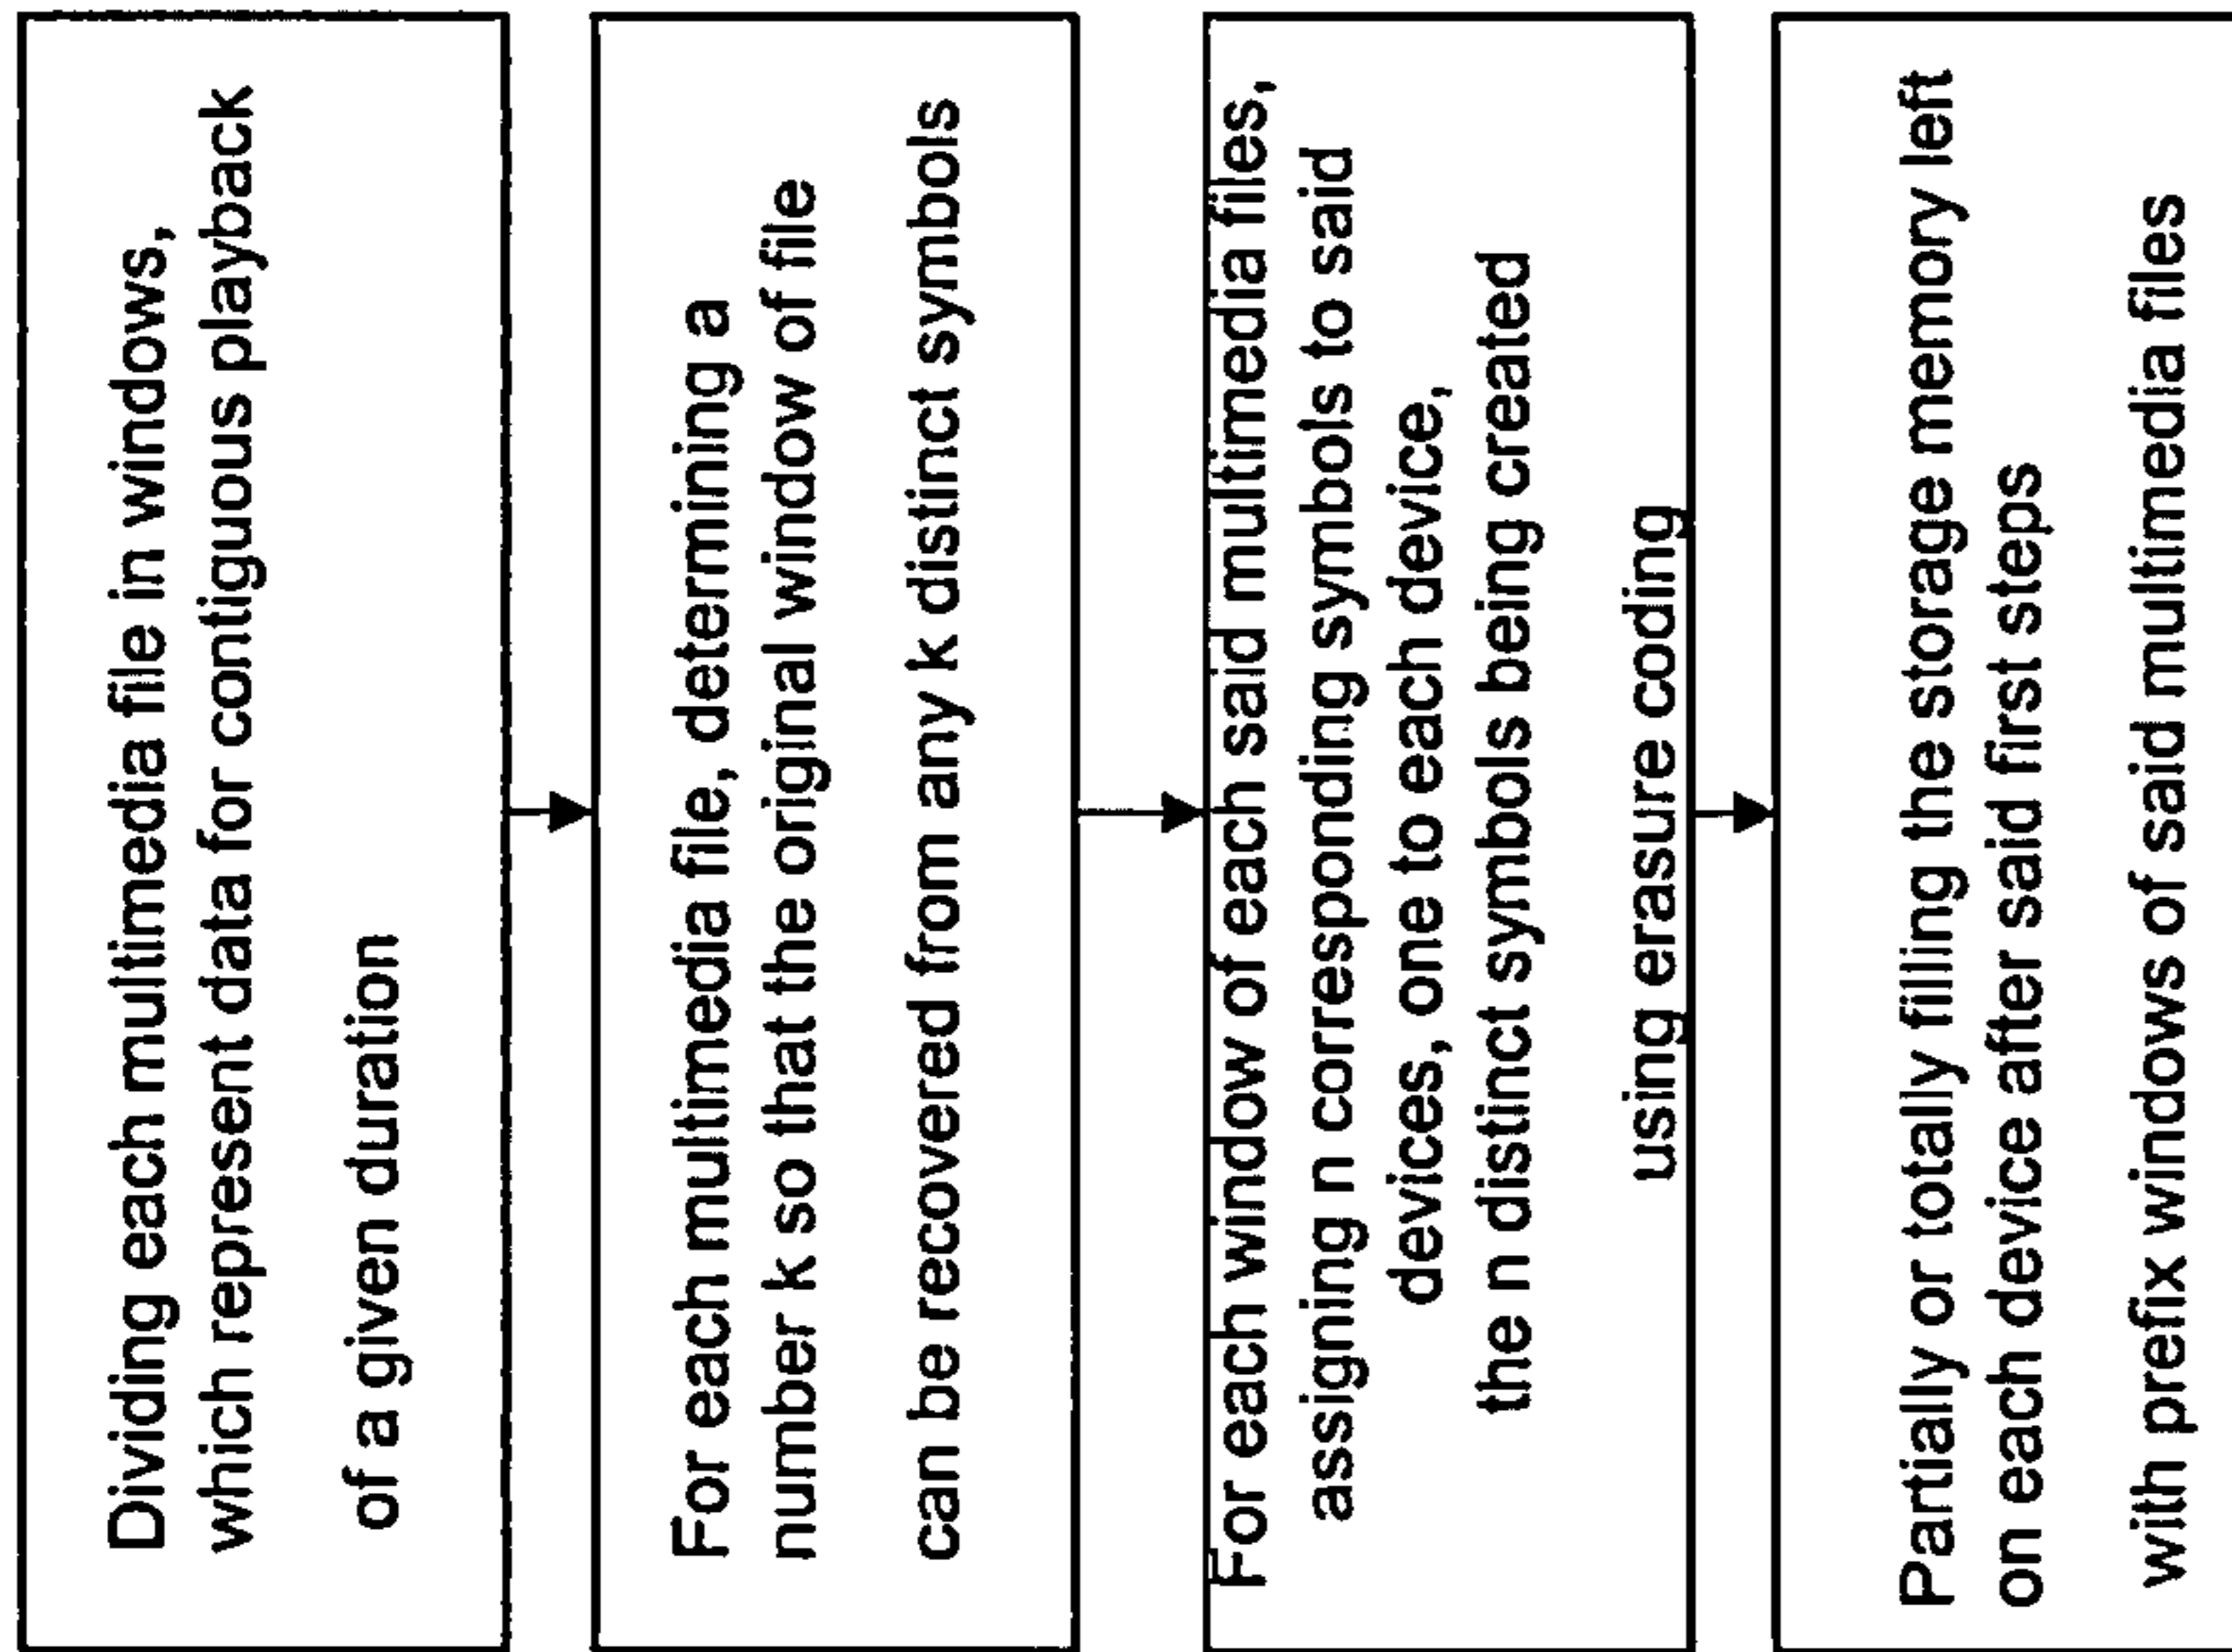 Dividing each multimedia file in windows,
which represent data for contiguous playback
of a given duration
For each multimedia file, determining a
number k so that the original window of file
can be recovered from any k distinct symbols
For each window of each said multimedia files,
assigning n corresponding symbols to said
devices, one to each device,
the n distinct symbols being created
using erasure coding
Partially or totally filling the storage memory left
on each device after said first steps
with prefix windows of said multimedia files